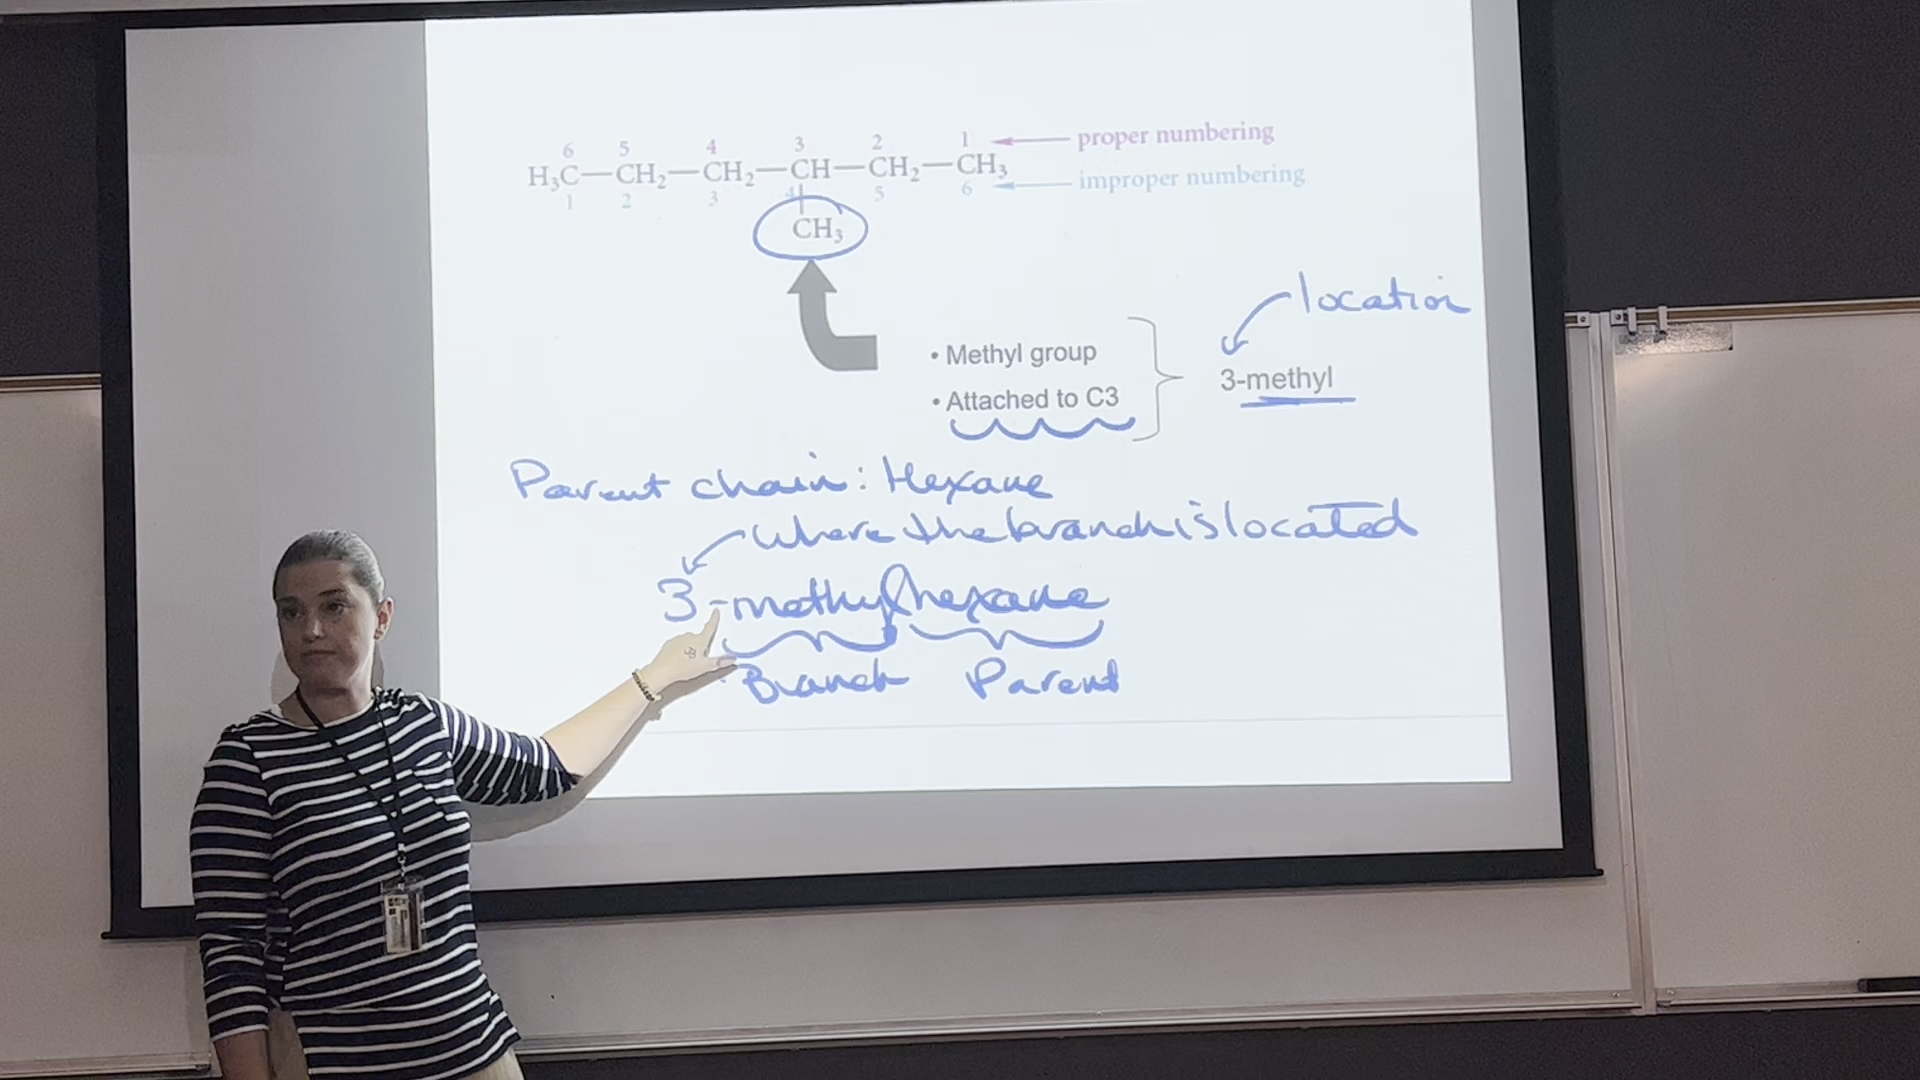 6 5 4 3 2 1 proper numbering
H₃C—CH₂—CH₂—CH—CH₂—CH₃
1 2 3 4 5 6 improper numbering
CH₃
location
• Methyl group
• Attached to C3
3-methyl
Parent chain: Hexane
Where the branch is located
3-methylhexane
Branch Parent